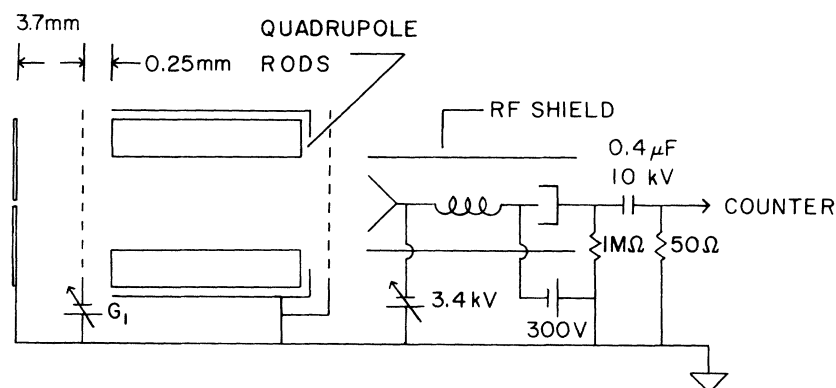 3.7mm
0.25mm
QUADRUPOLE
RODS
RF SHIELD
0.4μF
10 kV
COUNTER
1MΩ
50Ω
G₁
3.4kV
300V